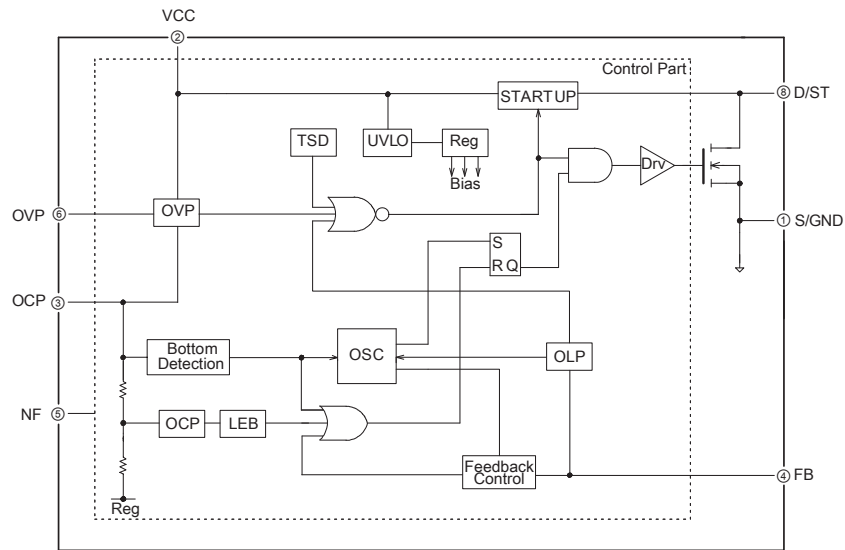 VCC
②
Control Part
STARTUP
⑧ D/ST
TSD
UVLO
Reg
Bias
Drv
OVP ⑥
OVP
① S/GND
S
R Q
OCP ③
Bottom
Detection
OSC
OLP
NF ⑤
OCP
LEB
Feedback
Control
④ FB
Reg